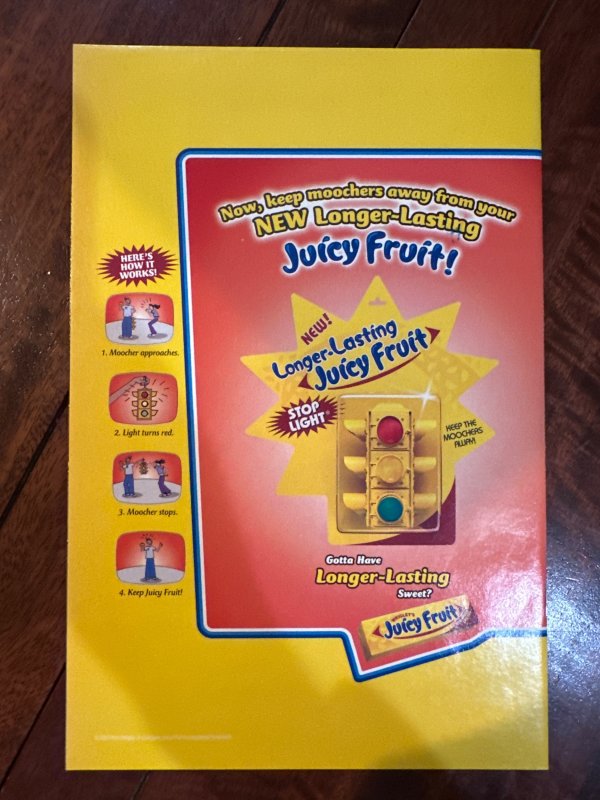 Now, keep moochers away from your
NEW Longer-Lasting
Juicy Fruit!
HERE'S
HOW IT
WORKS!
1. Moocher approaches.
2. Light turns red.
3. Moocher stops.
4. Keep Juicy Fruit!
NEW!
Longer-Lasting
Juicy Fruit
STOP
LIGHT
KEEP THE
MOOCHERS
AWAY!
Gotta Have
Longer-Lasting
Sweet?
WRIGLEY'S
Juicy Fruit